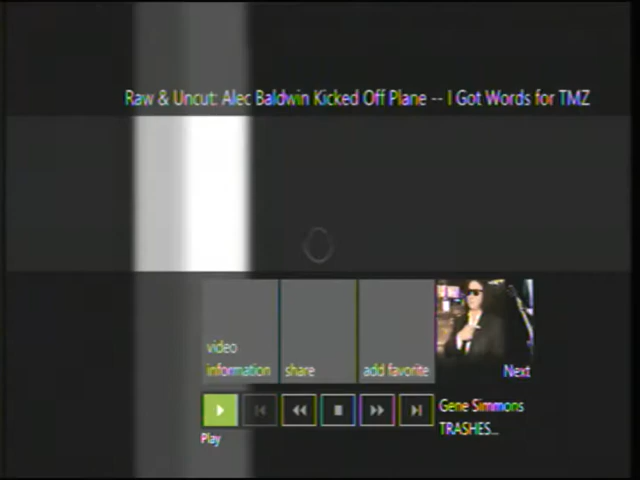 Raw & Uncut: Alec Baldwin Kicked Off Plane -- I Got Words for TMZ
video
information
share
add favorite
Next
Play
Gene Simmons
TRASHES...